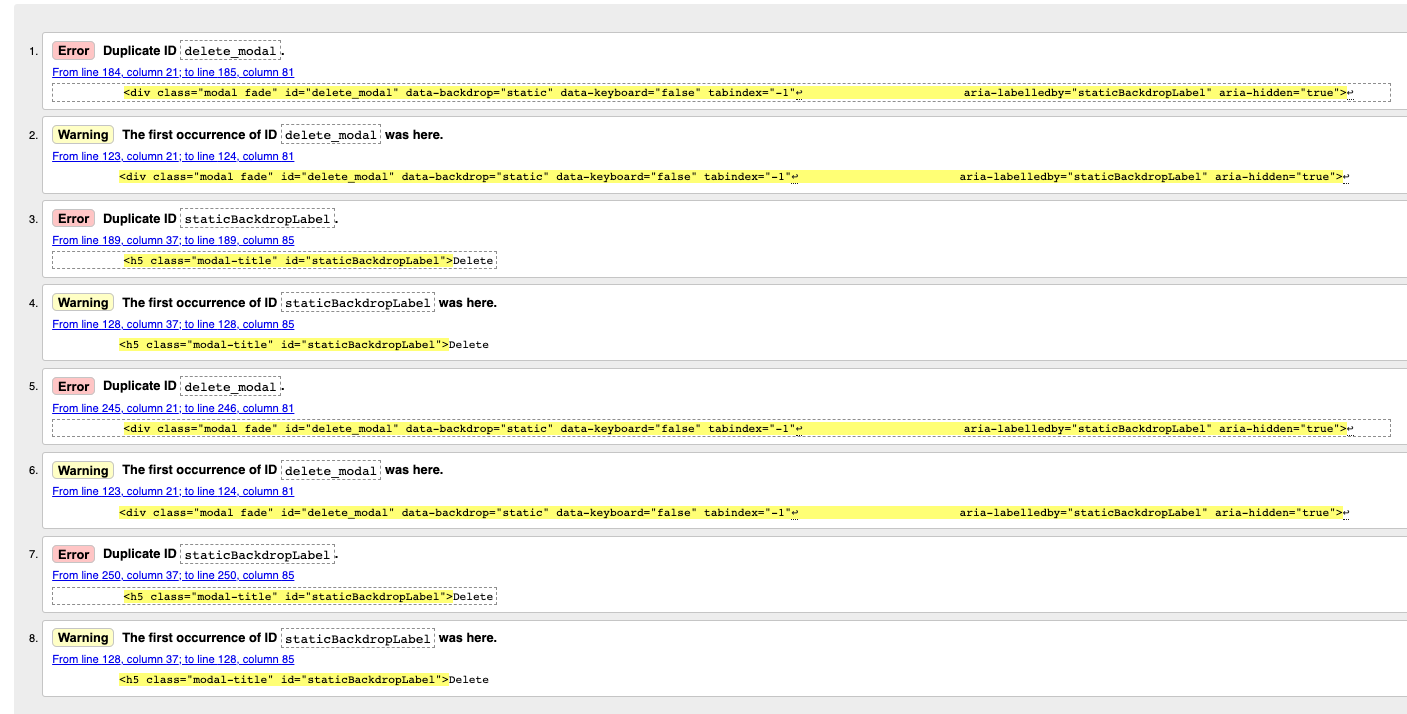 1. Error Duplicate ID delete_modal.
From line 184, column 21; to line 185, column 81
<div class="modal fade" id="delete_modal" data-backdrop="static" data-keyboard="false" tabindex="-1"↩ aria-labelledby="staticBackdropLabel" aria-hidden="true">↩
2. Warning The first occurrence of ID delete_modal was here.
From line 123, column 21; to line 124, column 81
<div class="modal fade" id="delete_modal" data-backdrop="static" data-keyboard="false" tabindex="-1"↩ aria-labelledby="staticBackdropLabel" aria-hidden="true">↩
3. Error Duplicate ID staticBackdropLabel.
From line 189, column 37; to line 189, column 85
<h5 class="modal-title" id="staticBackdropLabel">Delete
4. Warning The first occurrence of ID staticBackdropLabel was here.
From line 128, column 37; to line 128, column 85
<h5 class="modal-title" id="staticBackdropLabel">Delete
5. Error Duplicate ID delete_modal.
From line 245, column 21; to line 246, column 81
<div class="modal fade" id="delete_modal" data-backdrop="static" data-keyboard="false" tabindex="-1"↩ aria-labelledby="staticBackdropLabel" aria-hidden="true">↩
6. Warning The first occurrence of ID delete_modal was here.
From line 123, column 21; to line 124, column 81
<div class="modal fade" id="delete_modal" data-backdrop="static" data-keyboard="false" tabindex="-1"↩ aria-labelledby="staticBackdropLabel" aria-hidden="true">↩
7. Error Duplicate ID staticBackdropLabel.
From line 250, column 37; to line 250, column 85
<h5 class="modal-title" id="staticBackdropLabel">Delete
8. Warning The first occurrence of ID staticBackdropLabel was here.
From line 128, column 37; to line 128, column 85
<h5 class="modal-title" id="staticBackdropLabel">Delete